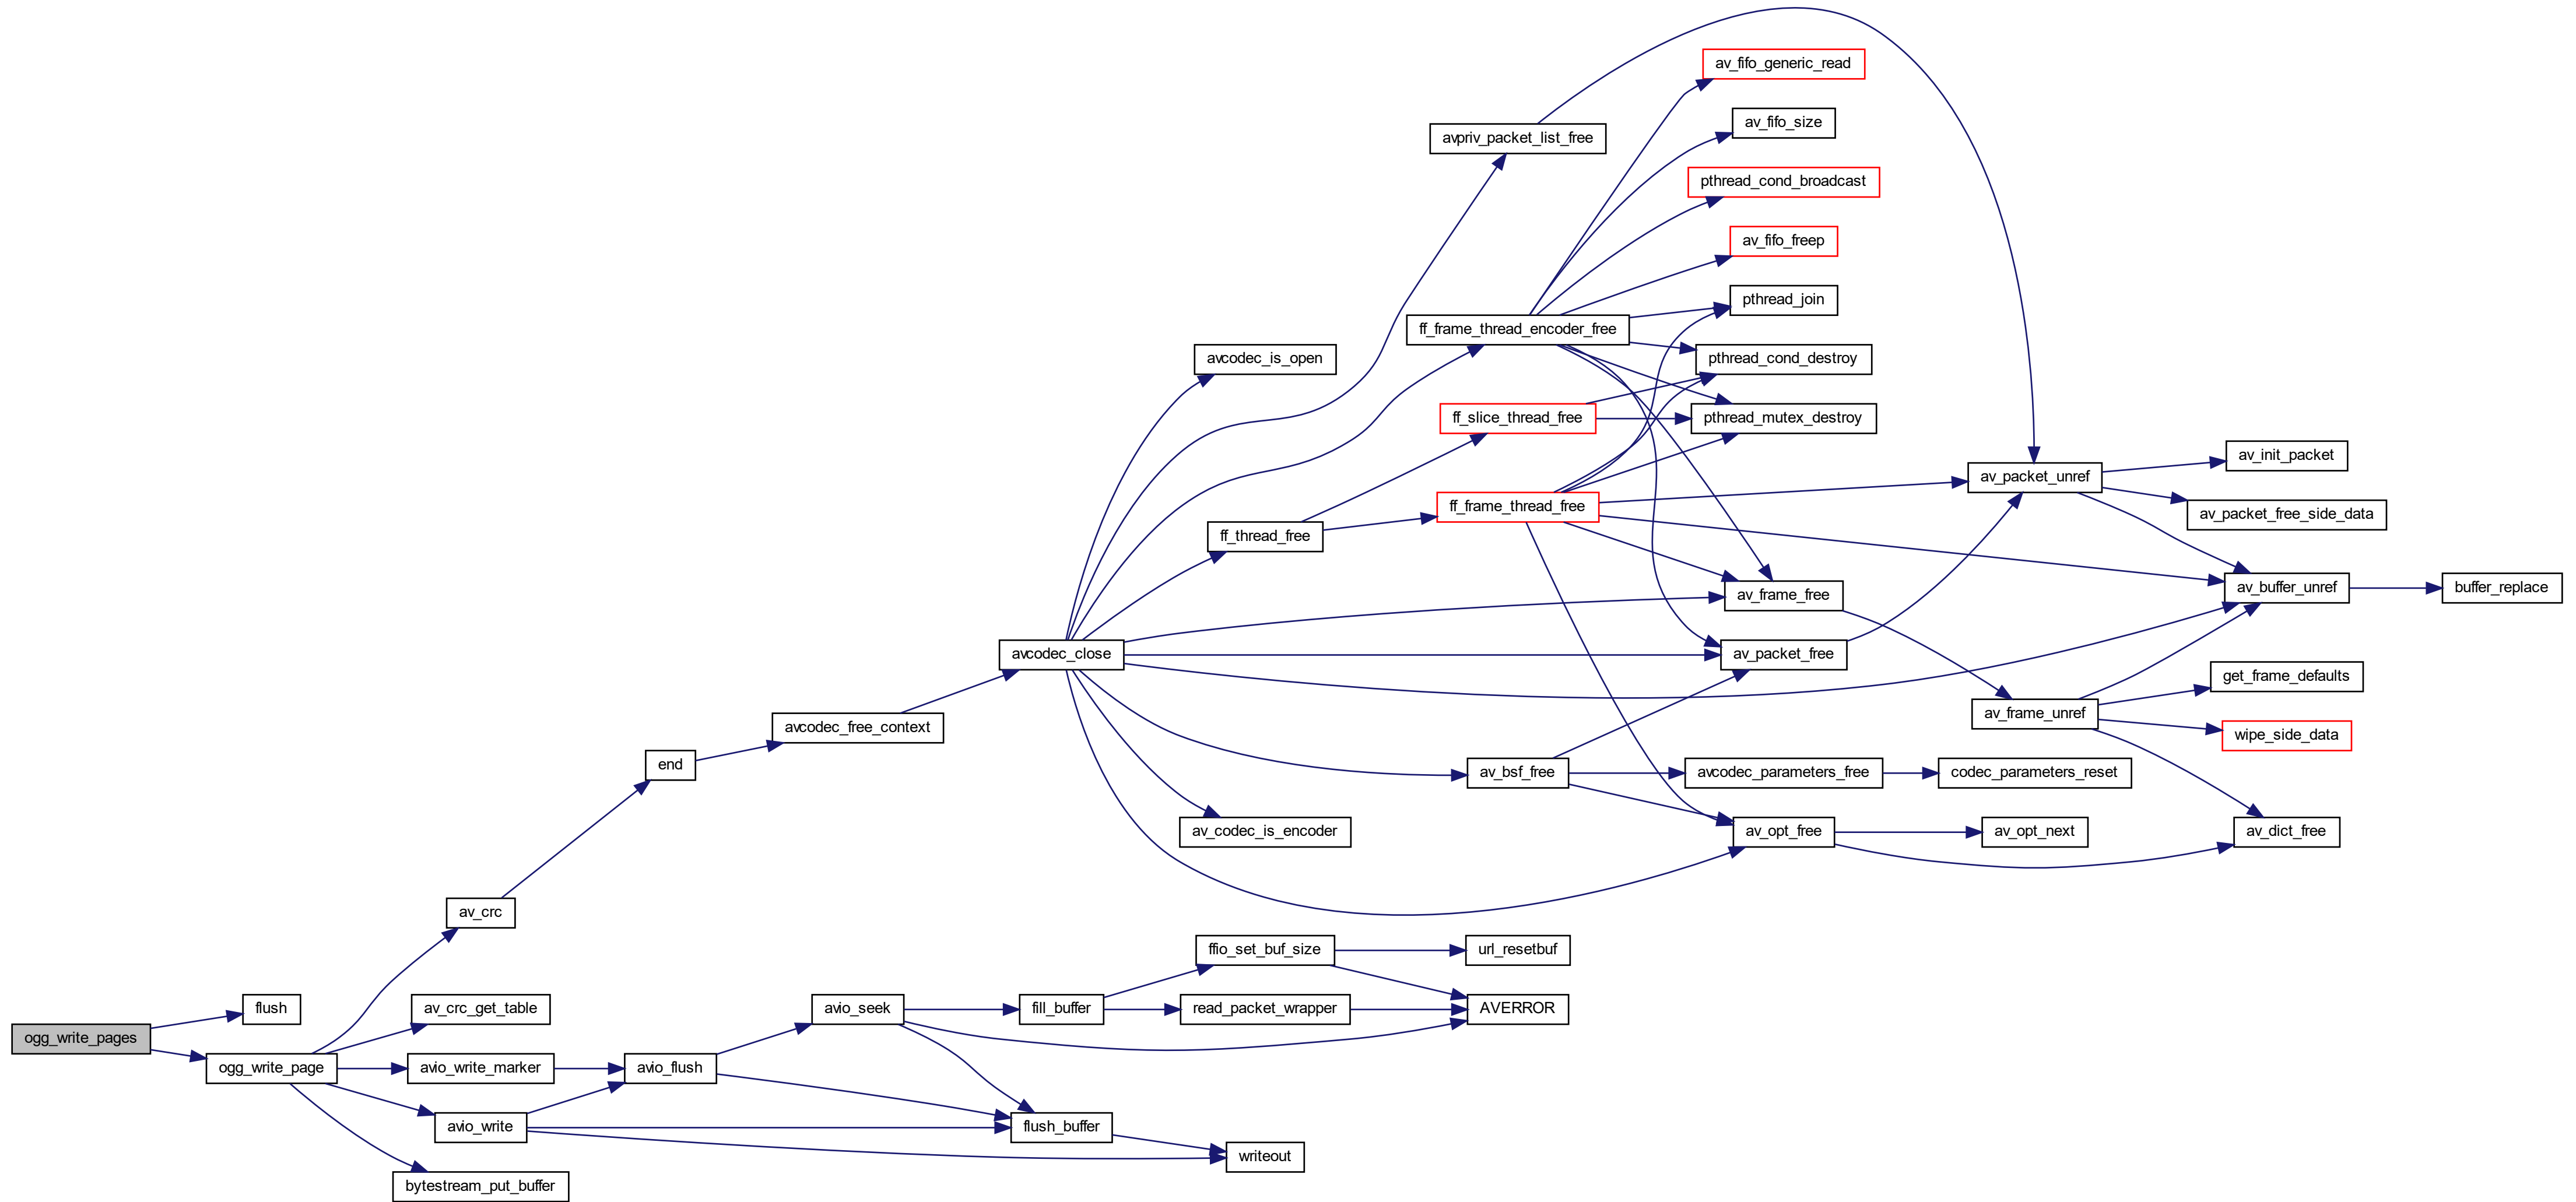 av_fifo_generic_read
av_fifo_size
avpriv_packet_list_free
pthread_cond_broadcast
av_fifo_freep
pthread_join
ff_frame_thread_encoder_free
avcodec_is_open
pthread_cond_destroy
ff_slice_thread_free
pthread_mutex_destroy
av_init_packet
av_packet_unref
ff_frame_thread_free
av_packet_free_side_data
ff_thread_free
av_buffer_unref
buffer_replace
av_frame_free
avcodec_close
av_packet_free
get_frame_defaults
av_frame_unref
avcodec_free_context
wipe_side_data
end
av_bsf_free
avcodec_parameters_free
codec_parameters_reset
av_codec_is_encoder
av_opt_free
av_opt_next
av_dict_free
av_crc
ffio_set_buf_size
url_resetbuf
flush
av_crc_get_table
avio_seek
fill_buffer
read_packet_wrapper
AVERROR
ogg_write_pages
ogg_write_page
avio_write_marker
avio_flush
avio_write
flush_buffer
writeout
bytestream_put_buffer